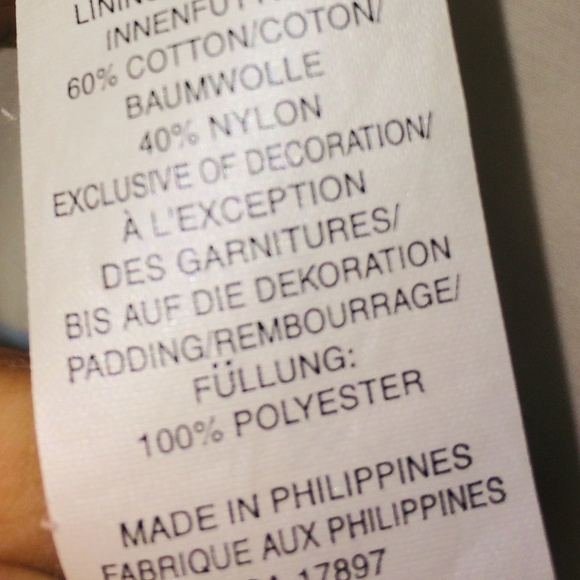 60% COTTON/COTON/
BAUMWOLLE
40% NYLON
EXCLUSIVE OF DECORATION/
À L'EXCEPTION
DES GARNITURES/
BIS AUF DIE DEKORATION
PADDING/REMBOURRAGE/
FÜLLUNG:
100% POLYESTER
MADE IN PHILIPPINES
FABRIQUE AUX PHILIPPINES
17897